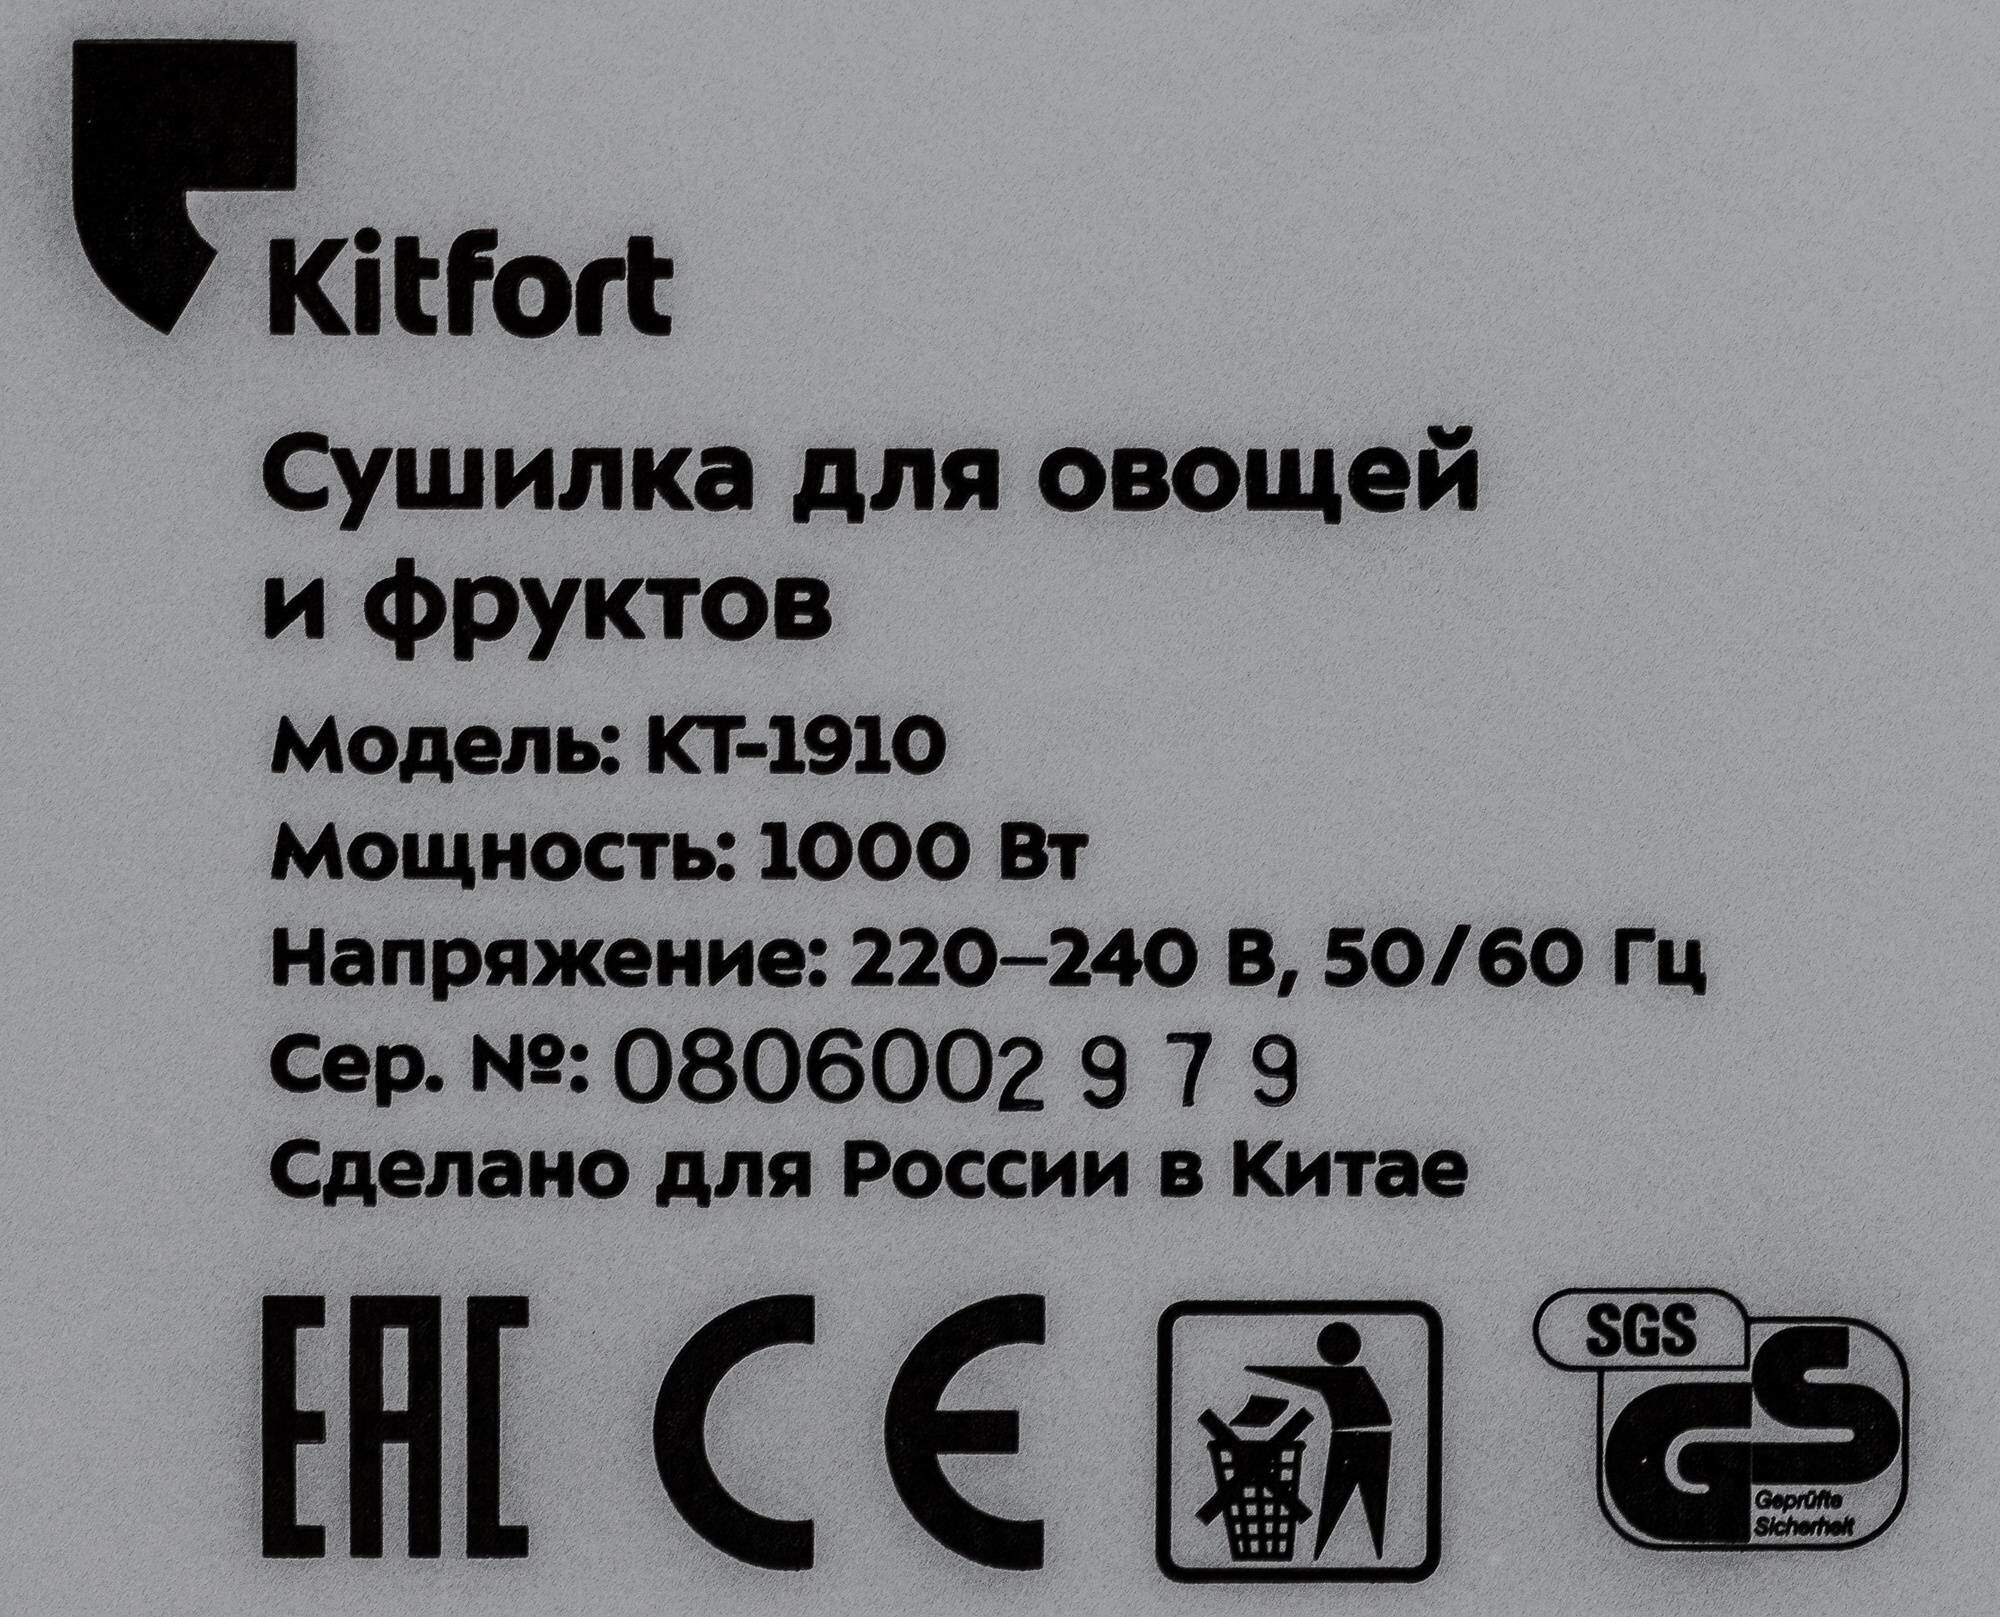 Kitfort
Сушилка для овощей
и фруктов
Модель: КТ-1910
Мощность: 1000 Вт
Напряжение: 220–240 В, 50/60 Гц
Сер. №: 0806002 9 7 9
Сделано для России в Китае
EAC CE SGS GS
Geprüfte
Sicherheit